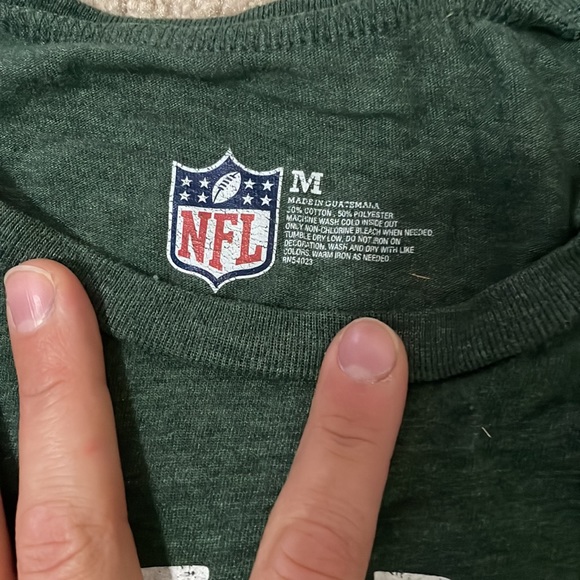 NFL
M
MADE IN GUATEMALA
50% COTTON, 50% POLYESTER
MACHINE WASH COLD INSIDE OUT
ONLY NON-CHLORINE BLEACH WHEN NEEDED.
TUMBLE DRY LOW, DO NOT IRON ON
DECORATION, WASH AND DRY WITH LIKE
COLORS, WARM IRON AS NEEDED.
RN54023